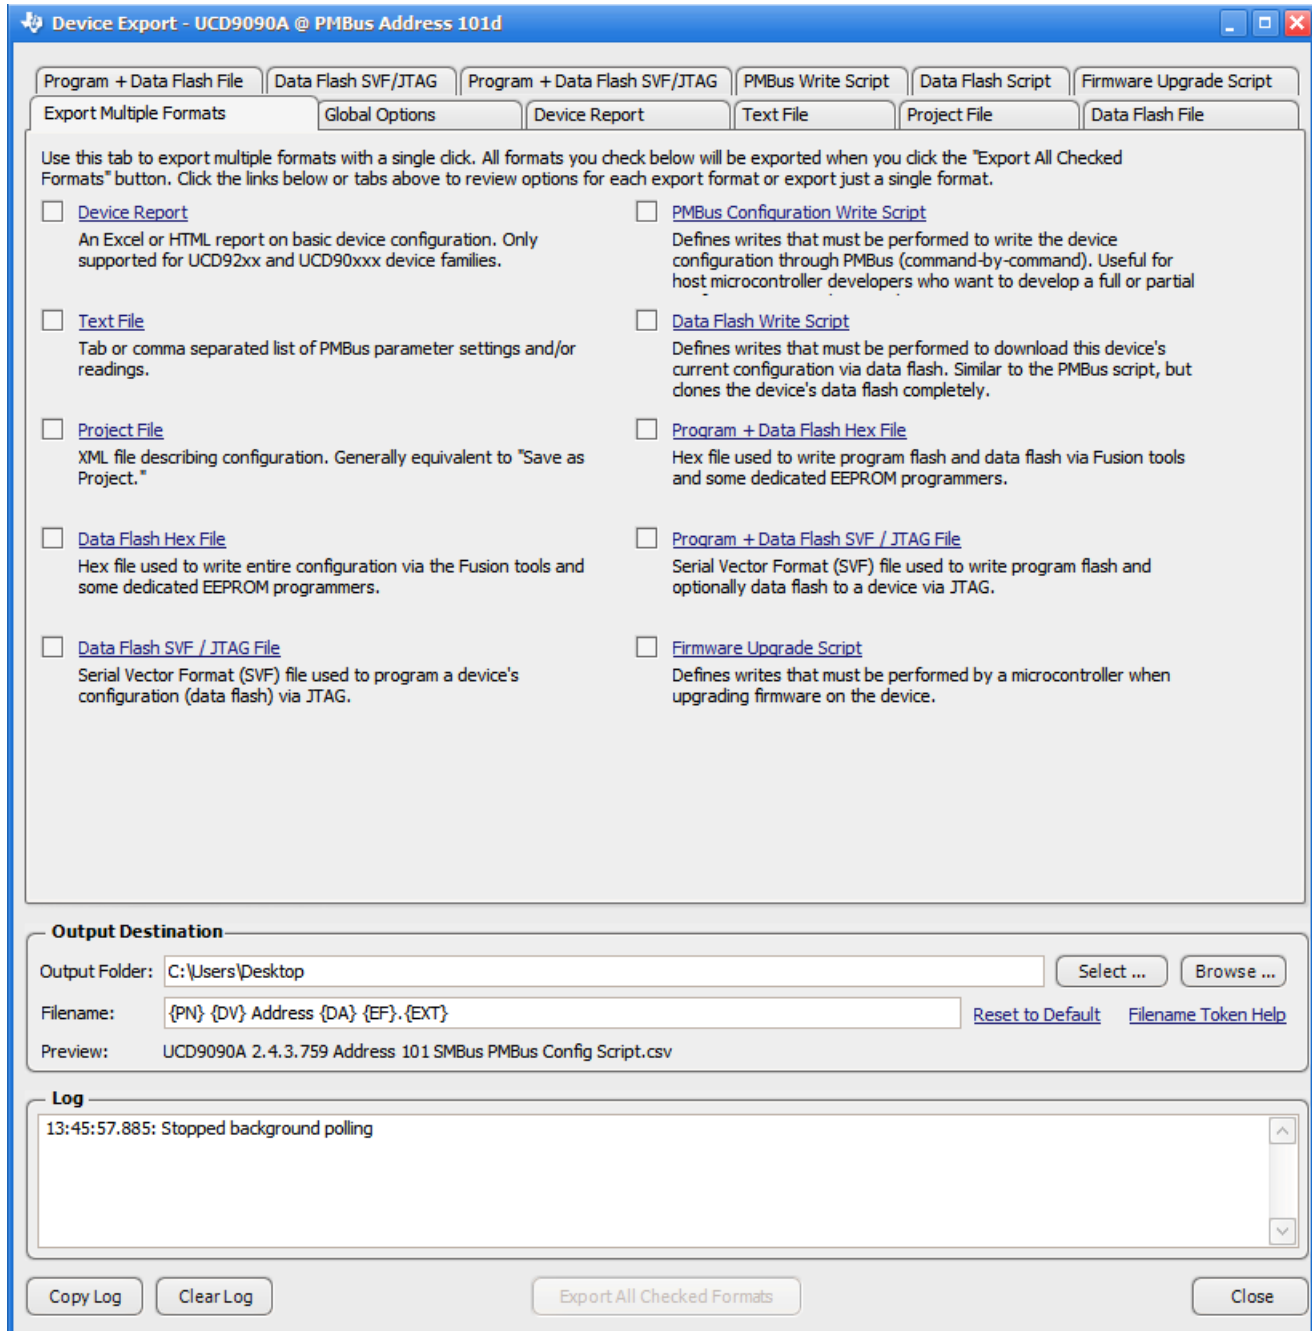 Device Export - UCD9090A @ PMBus Address 101d
Program + Data Flash File
Data Flash SVF/JTAG
Program + Data Flash SVF/JTAG
PMBus Write Script
Data Flash Script
Firmware Upgrade Script
Export Multiple Formats
Global Options
Device Report
Text File
Project File
Data Flash File
Use this tab to export multiple formats with a single click. All formats you check below will be exported when you click the "Export All Checked
Formats" button. Click the links below or tabs above to review options for each export format or export just a single format.
Device Report
An Excel or HTML report on basic device configuration. Only
supported for UCD92xx and UCD90xxx device families.
Text File
Tab or comma separated list of PMBus parameter settings and/or
readings.
Project File
XML file describing configuration. Generally equivalent to "Save as
Project."
Data Flash Hex File
Hex file used to write entire configuration via the Fusion tools and
some dedicated EEPROM programmers.
Data Flash SVF / JTAG File
Serial Vector Format (SVF) file used to program a device's
configuration (data flash) via JTAG.
PMBus Configuration Write Script
Defines writes that must be performed to write the device
configuration through PMBus (command-by-command). Useful for
host microcontroller developers who want to develop a full or partial
Data Flash Write Script
Defines writes that must be performed to download this device's
current configuration via data flash. Similar to the PMBus script, but
clones the device's data flash completely.
Program + Data Flash Hex File
Hex file used to write program flash and data flash via Fusion tools
and some dedicated EEPROM programmers.
Program + Data Flash SVF / JTAG File
Serial Vector Format (SVF) file used to write program flash and
optionally data flash to a device via JTAG.
Firmware Upgrade Script
Defines writes that must be performed by a microcontroller when
upgrading firmware on the device.
Output Destination
Output Folder: C:\Users\Desktop
Select ...
Browse ...
Filename: {PN} {DV} Address {DA} {EF}.{EXT}
Reset to Default
Filename Token Help
Preview: UCD9090A 2.4.3.759 Address 101 SMBus PMBus Config Script.csv
Log
13:45:57.885: Stopped background polling
Copy Log
Clear Log
Export All Checked Formats
Close